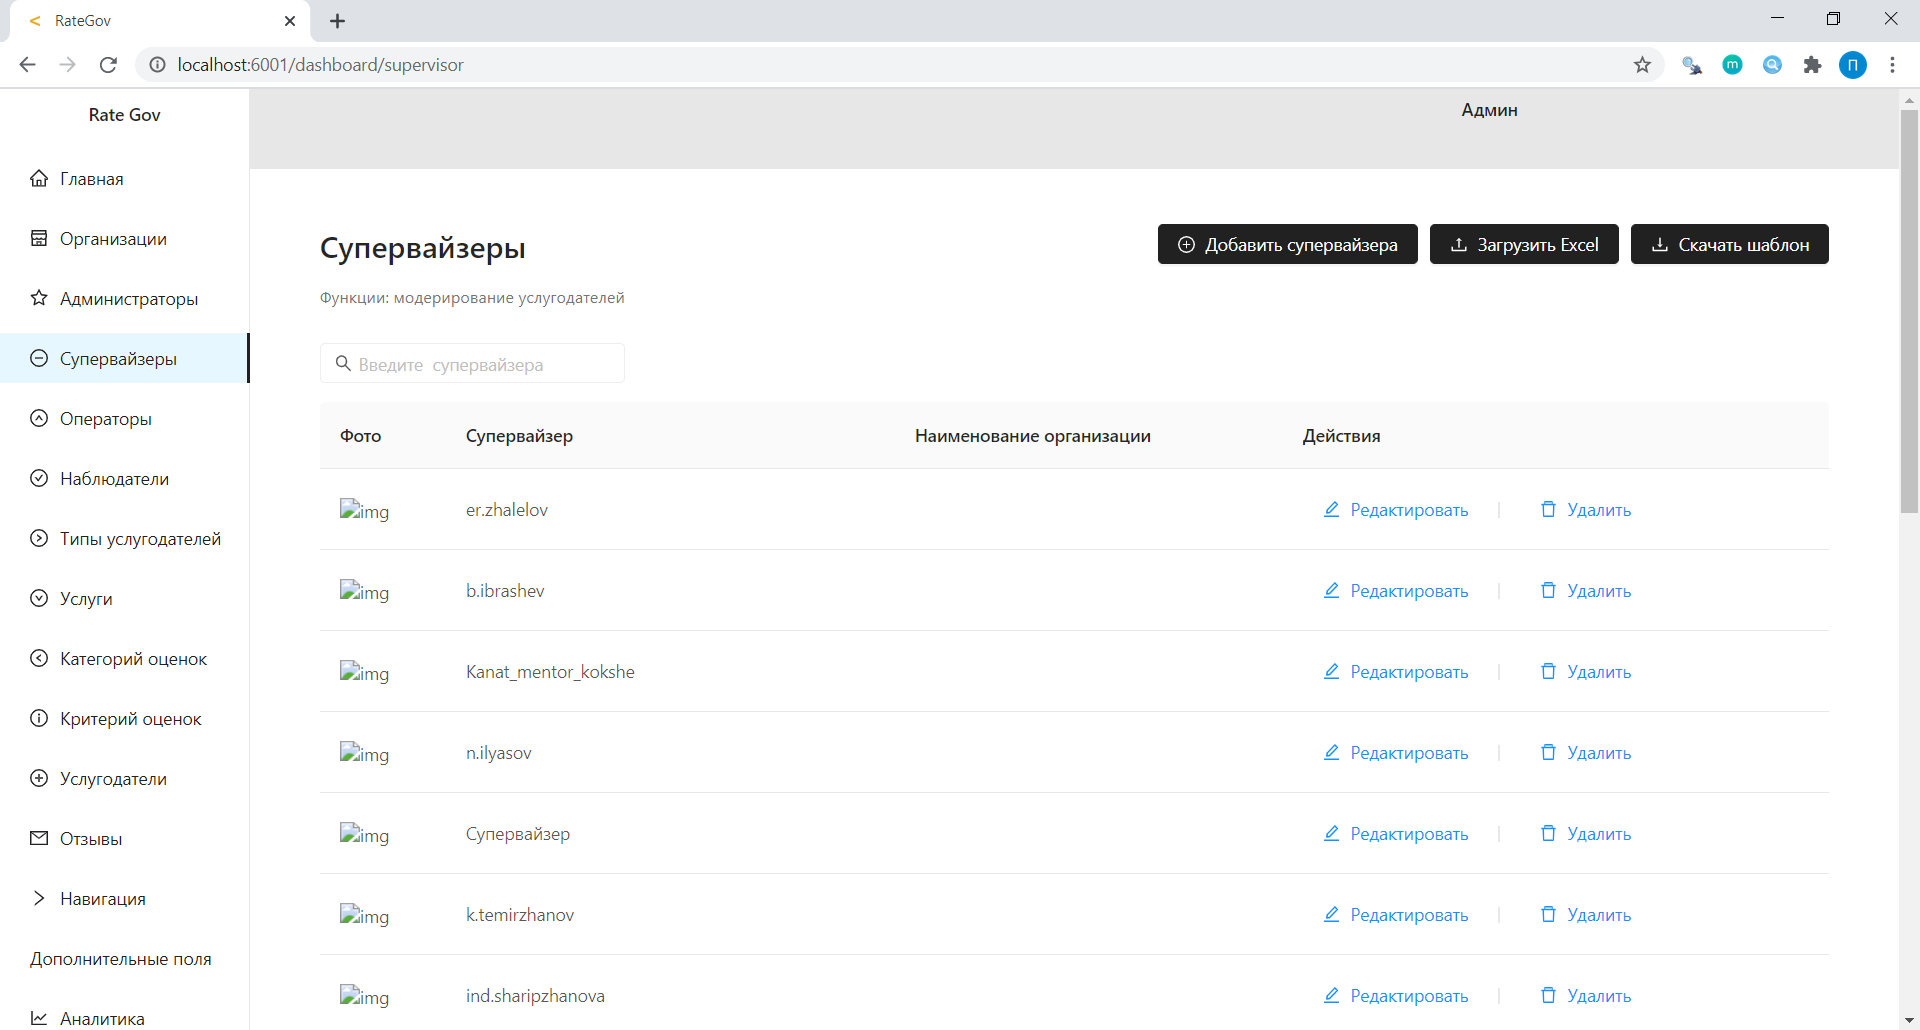 RateGov
localhost:6001/dashboard/supervisor
m
П
Rate Gov
Админ
Главная
Организации
Администраторы
Супервайзеры
Операторы
Наблюдатели
Типы услугодателей
Услуги
Категорий оценок
Критерий оценок
Услугодатели
Отзывы
Навигация
Дополнительные поля
Аналитика
Супервайзеры
Добавить супервайзера
Загрузить Excel
Скачать шаблон
Функции: модерирование услугодателей
Введите супервайзера
Фото Супервайзер Наименование организации Действия
img er.zhalelov Редактировать Удалить
img b.ibrashev Редактировать Удалить
img Kanat_mentor_kokshe Редактировать Удалить
img n.ilyasov Редактировать Удалить
img Супервайзер Редактировать Удалить
img k.temirzhanov Редактировать Удалить
img ind.sharipzhanova Редактировать Удалить